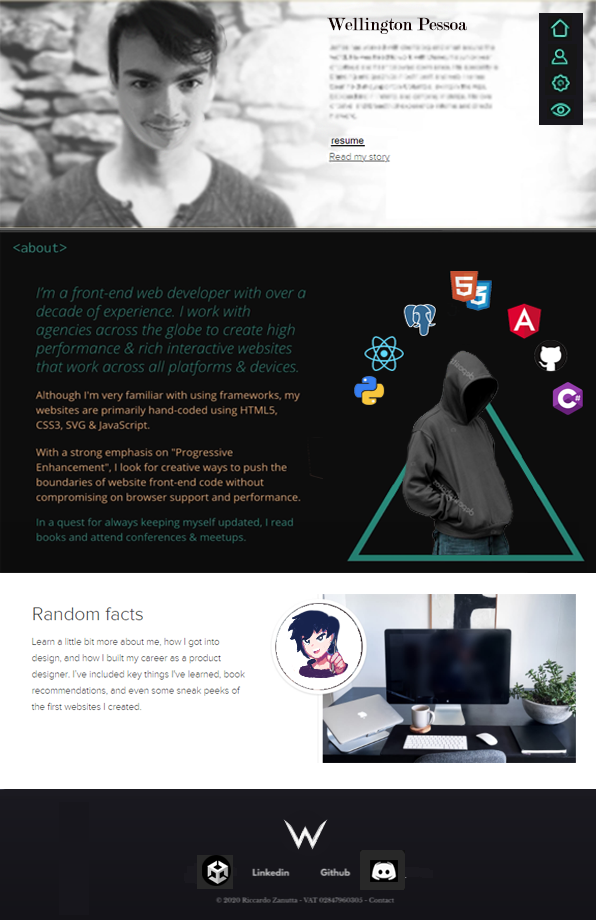 Wellington Pessoa
resume
Read my story
<about>
I'm a front-end web developer with over a
decade of experience. I work with
agencies across the globe to create high
performance & rich interactive websites
that work across all platforms & devices.
Although I'm very familiar with using frameworks, my
websites are primarily hand-coded using HTML5,
CSS3, SVG & JavaScript.
With a strong emphasis on "Progressive
Enhancement", I look for creative ways to push the
boundaries of website front-end code without
compromising on browser support and performance.
In a quest for always keeping myself updated, I read
books and attend conferences & meetups.
5
3
A
C#
Random facts
Learn a little bit more about me, how I got into
design, and how I built my career as a product
designer. I've included key things I've learned, book
recommendations, and even some sneak peeks of
the first websites I created.
W
Linkedin Github
© 2020 Riccardo Zanutta - VAT 02847960305 - Contact